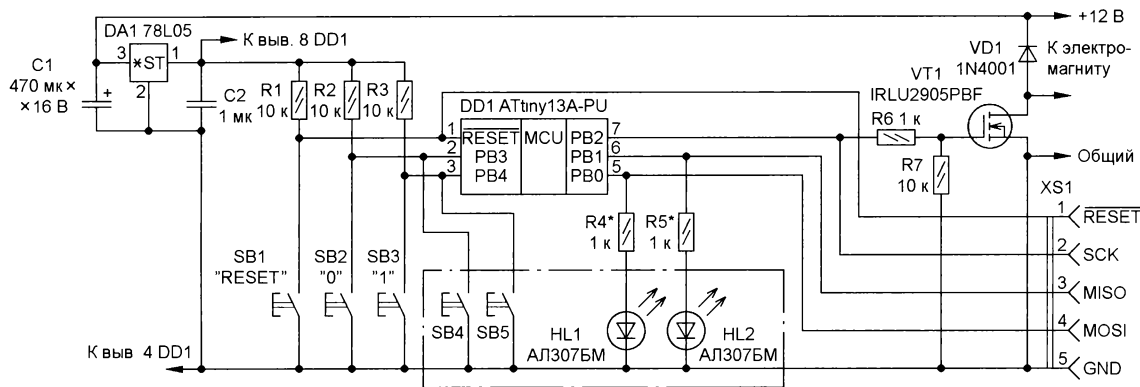 +12 В
DA1 78L05
К выв. 8 DD1
3
*ST
1
2
C1
470 мк ×
× 16 В
+
C2
1 мк
R1
10 к
R2
10 к
R3
10 к
DD1 ATtiny13A-PU
1
RESET
MCU
PB2
7
2
PB3
PB1
6
3
PB4
PB0
5
VD1
1N4001
К электро-
магниту
VT1
IRLU2905PBF
R6 1 к
R7
10 к
Общий
R4*
1 к
R5*
1 к
XS1
1
RESET
2
SCK
3
MISO
4
MOSI
5
GND
SB1
"RESET"
SB2
"0"
SB3
"1"
SB4
SB5
HL1
АЛ307БМ
HL2
АЛ307БМ
К выв 4 DD1